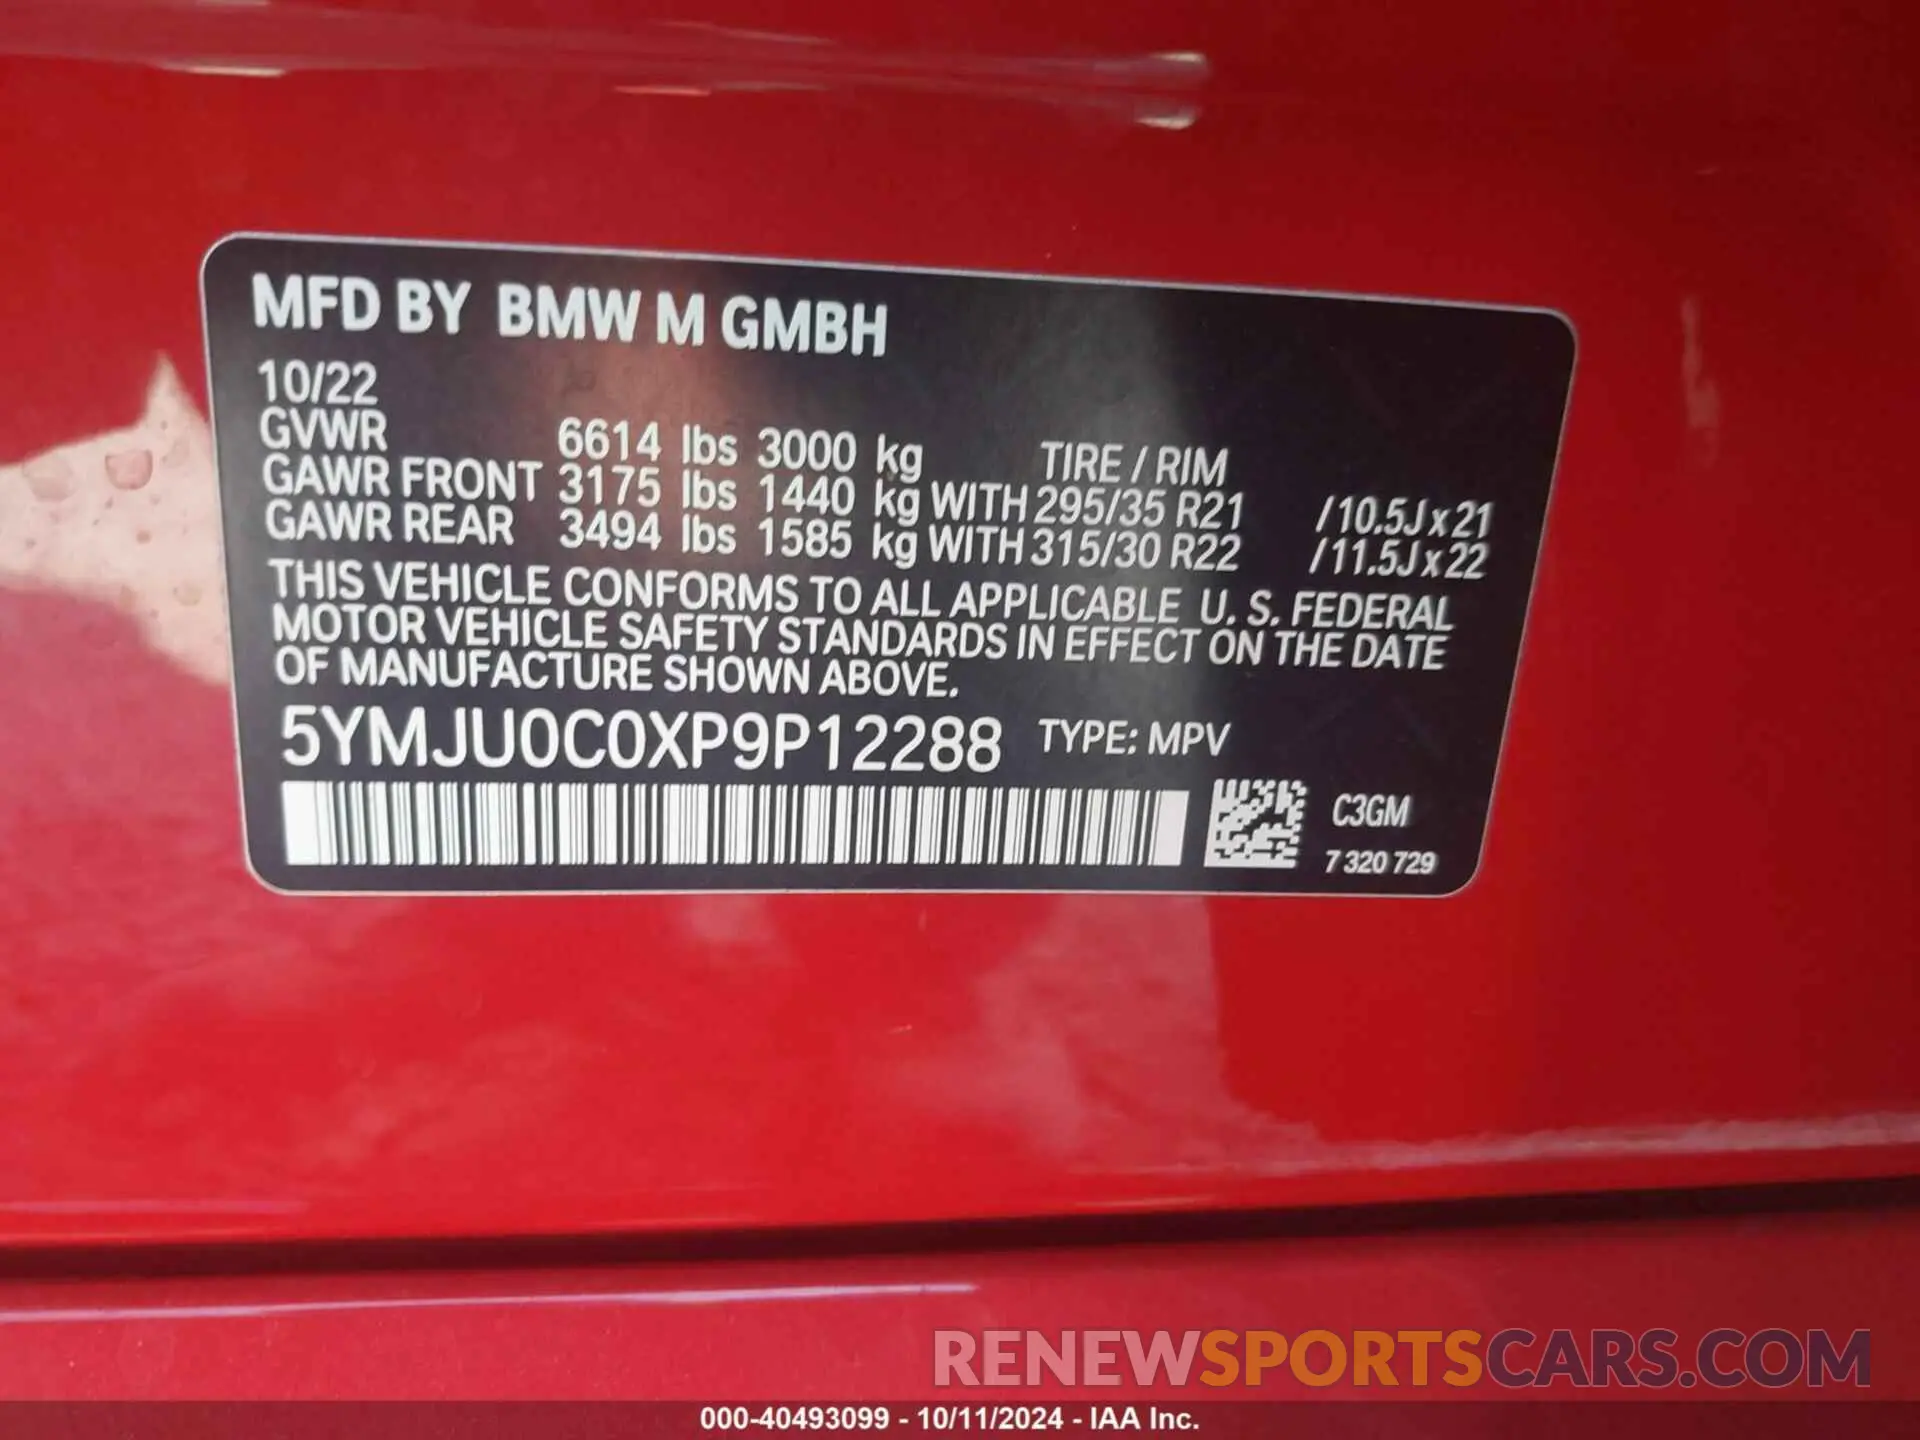 MFD BY BMW M GMBH
10/22
GVWR 6614 lbs 3000 kg TIRE / RIM
GAWR FRONT 3175 lbs 1440 kg WITH 295/35 R21 /10.5J x 21
GAWR REAR 3494 lbs 1585 kg WITH 315/30 R22 /11.5J x 22
THIS VEHICLE CONFORMS TO ALL APPLICABLE U. S. FEDERAL
MOTOR VEHICLE SAFETY STANDARDS IN EFFECT ON THE DATE
OF MANUFACTURE SHOWN ABOVE.
5YMJU0C0XP9P12288 TYPE: MPV
C3GM
7 320 729
RENEWSPORTSCARS.COM
000-40493099 - 10/11/2024 - IAA Inc.